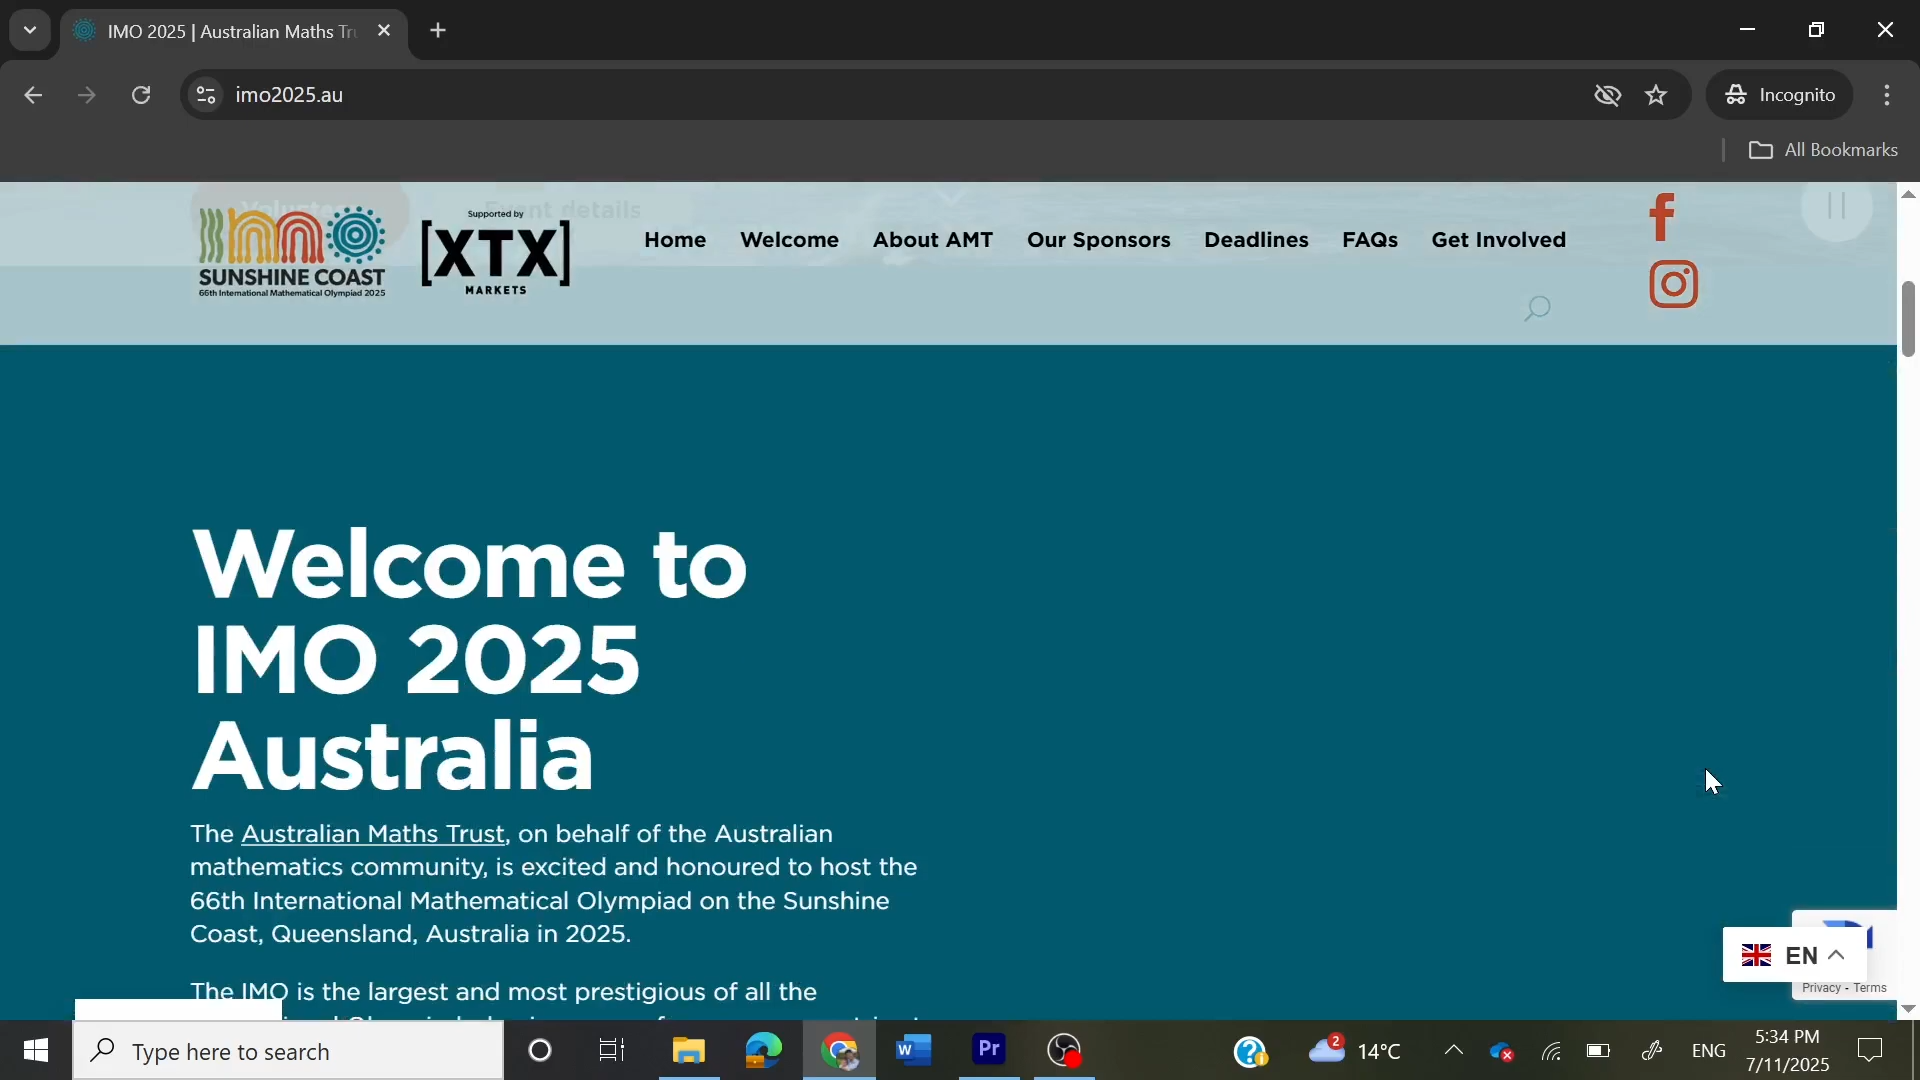 IMO 2025 | Australian Maths Tru
imo2025.au
Incognito
All Bookmarks
Event details
SUNSHINE COAST
66th International Mathematical Olympiad 2025
Supported by
[XTX]
MARKETS
Home
Welcome
About AMT
Our Sponsors
Deadlines
FAQs
Get Involved
Welcome to
IMO 2025
Australia
The Australian Maths Trust, on behalf of the Australian
mathematics community, is excited and honoured to host the
66th International Mathematical Olympiad on the Sunshine
Coast, Queensland, Australia in 2025.
The IMO is the largest and most prestigious of all the
EN
Privacy - Terms
Type here to search
W
Pr
2
14°C
ENG
5:34 PM
7/11/2025